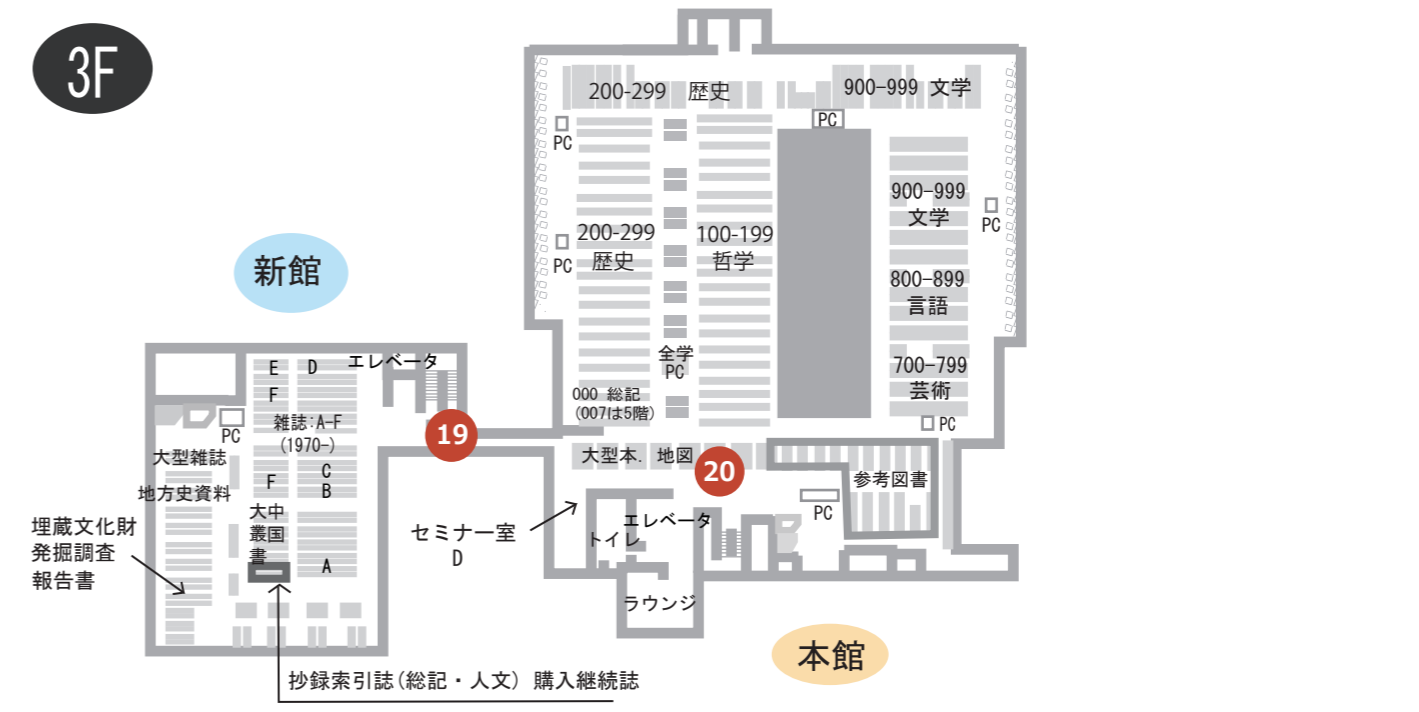 3F
200-299 歴史
900-999 文学
PC
PC
900-999
文学
PC
200-299
歴史
100-199
哲学
PC
新館
800-899
言語
全学
PC
700-799
芸術
000 総記
(007は5階)
PC
エレベータ
E D
F
雑誌:A-F
(1970-)
PC
19
大型雑誌
大型本. 地図
20
参考図書
C
F
B
地方史資料
大中
叢国
書
PC
埋蔵文化財
発掘調査
報告書
セミナー室
D
エレベータ
トイレ
A
ラウンジ
本館
抄録索引誌(総記・人文) 購入継続誌